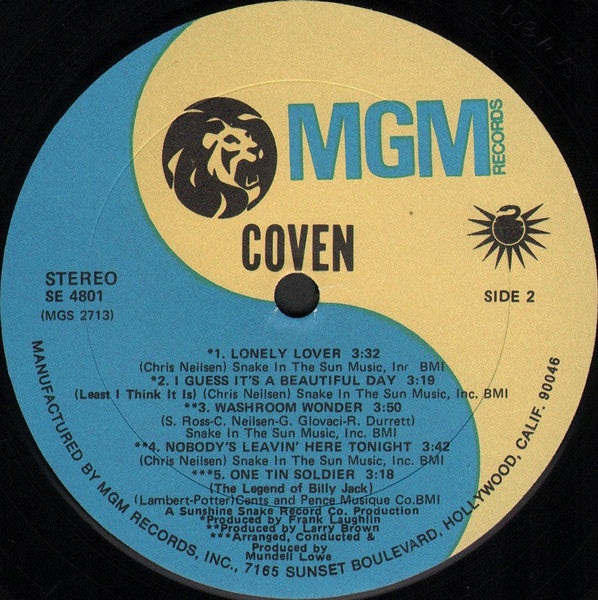 MGM
RECORDS
COVEN
STEREO
SE 4801
(MGS 2713)
SIDE 2
*1. LONELY LOVER 3:32
(Chris Neilsen) Snake In The Sun Music, Inc BMI
*2. I GUESS IT'S A BEAUTIFUL DAY 3:19
(Least I Think It Is) (Chris Neilsen) Snake In The Sun Music, Inc. BMI
**3. WASHROOM WONDER 3:50
(S. Ross-C. Neilsen-G. Glovaci-R. Durrett)
Snake In The Sun Music, Inc. BMI
**4. NOBODY'S LEAVIN' HERE TONIGHT 3:42
(Chris Neilsen) Snake In The Sun Music, Inc. BMI
***5. ONE TIN SOLDIER 3:18
(The Legend of Billy Jack)
(Lambert-Potter)Cents and Pence Musique Co.BMI
A Sunshine Snake Record Co. Production
*Produced by Frank Laughlin
**Produced by Larry Brown
***Arranged, Conducted &
Produced by
Mundell Lowe
MANUFACTURED BY MGM RECORDS, INC., 7165 SUNSET BOULEVARD, HOLLYWOOD, CALIF. 90046